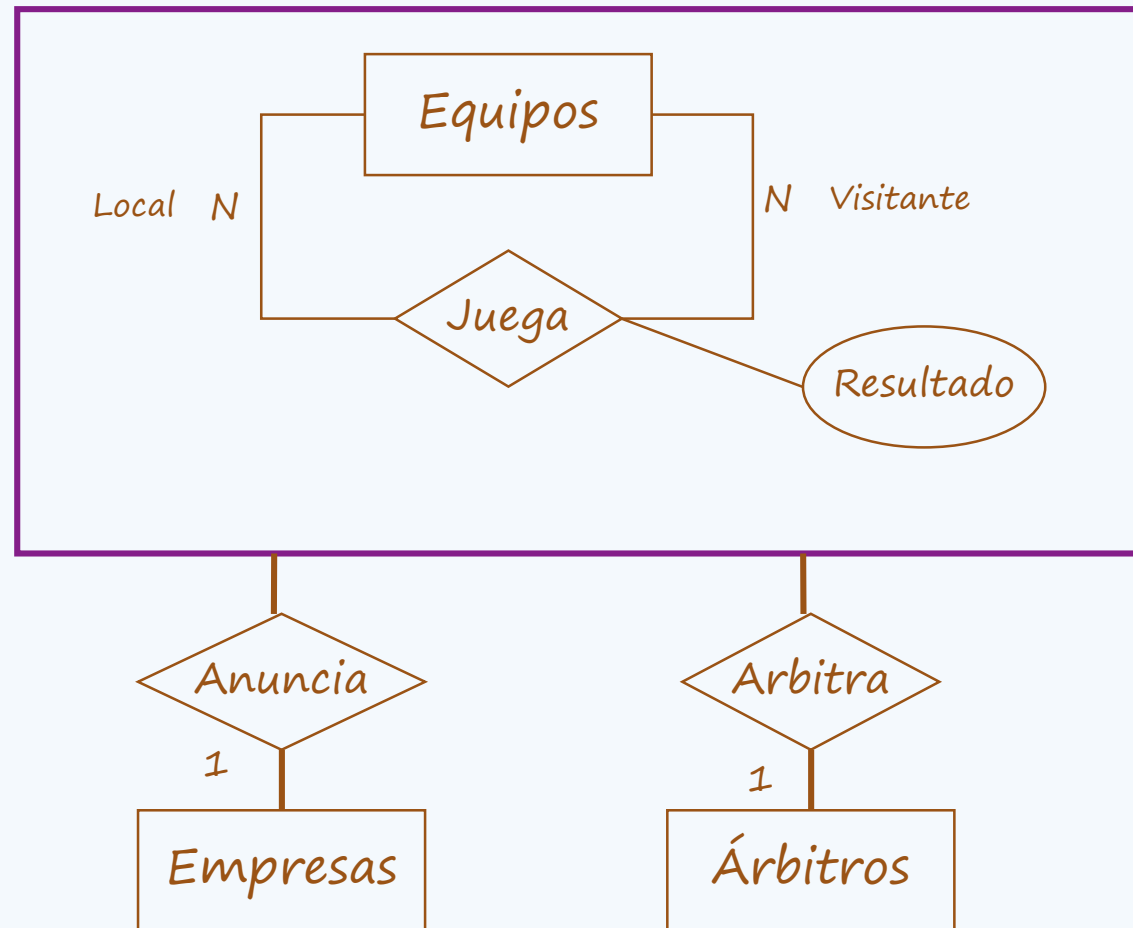 Equipos
Local N
N Visitante
Juega
Resultado
Anuncia
Arbitra
1
1
Empresas
Árbitros